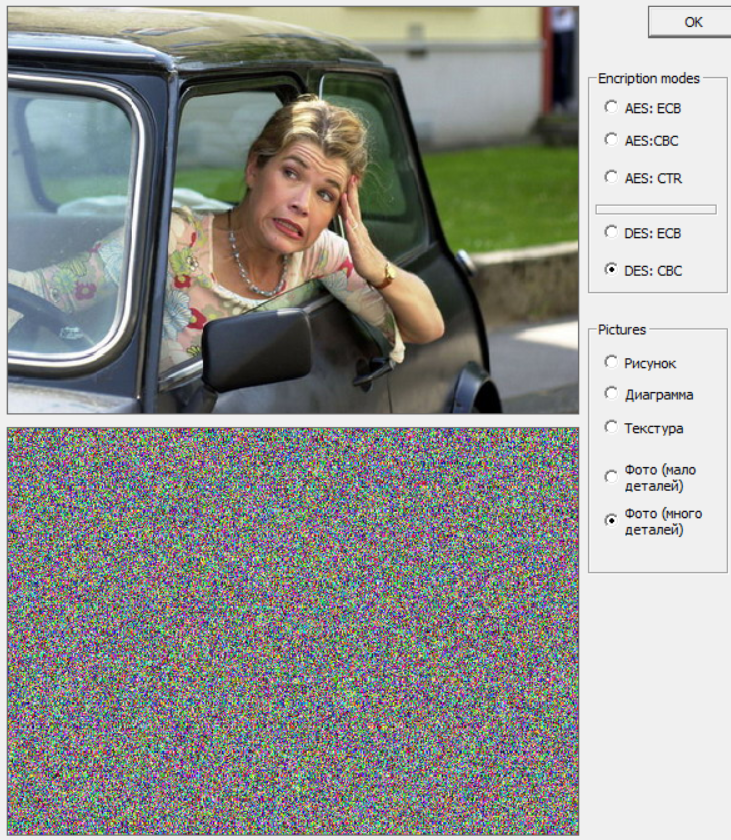 OK
Encription modes
AES: ECB
AES:CBC
AES: CTR
DES: ECB
DES: CBC
Pictures
Рисунок
Диаграмма
Текстура
Фото (мало
деталей)
Фото (много
деталей)